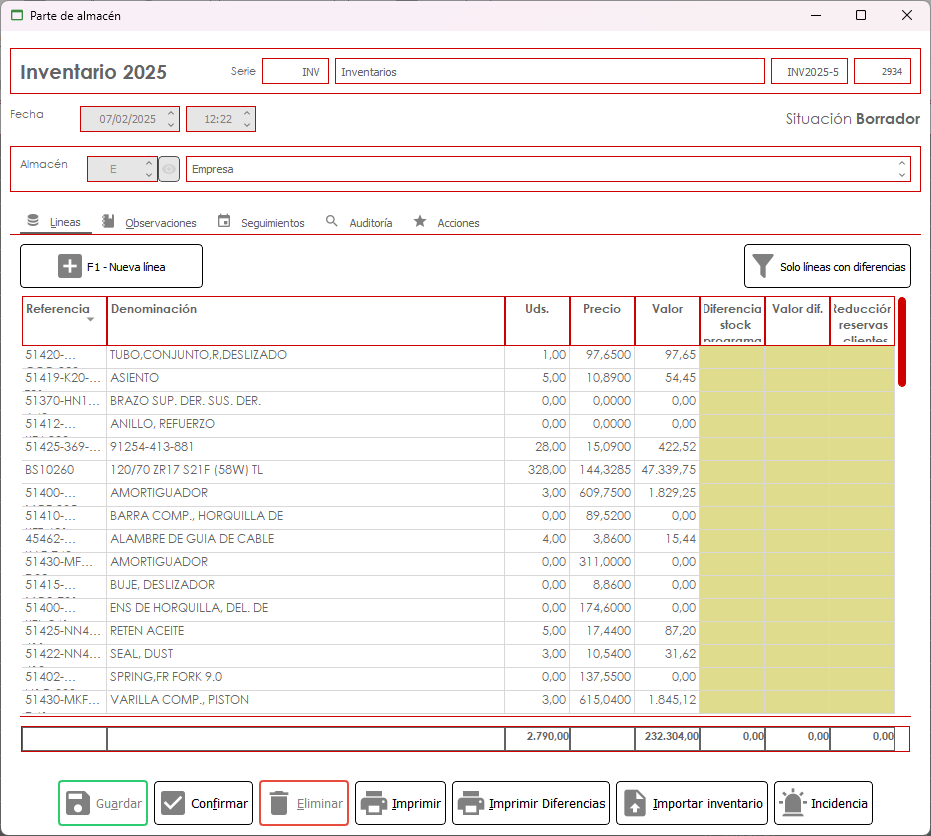 Parte de almacén
Inventario 2025 Serie INV Inventarios INV2025-5 2934
Fecha 07/02/2025 12:22 Situación Borrador
Almacén E Empresa
Lineas Observaciones Seguimientos Auditoría Acciones
F1 - Nueva línea Solo líneas con diferencias
Referencia Denominación Uds. Precio Valor Diferencia Valor dif.
stock reservas
programa clientes
51420-... TUBO,CONJUNTO,R,DESLIZADO 1,00 97,6500 97,65
51419-K20-... ASIENTO 5,00 10,8900 54,45
51370-HN1... BRAZO SUP. DER. SUS. DER. 0,00 0,0000 0,00
51412-... ANILLO, REFUERZO 0,00 0,0000 0,00
51425-369-... 91254-413-881 28,00 15,0900 422,52
BS10260 120/70 ZR17 S21F (58W) TL 328,00 144,3285 47.339,75
51400-... AMORTIGUADOR 3,00 609,7500 1.829,25
51410-... BARRA COMP., HORQUILLA DE 0,00 89,5200 0,00
45462-... ALAMBRE DE GUIA DE CABLE 4,00 3,8600 15,44
51430-MF... AMORTIGUADOR 0,00 311,0000 0,00
51415-... BUJE, DESLIZADOR 0,00 8,8600 0,00
51400-... ENS DE HORQUILLA, DEL. DE 0,00 174,6000 0,00
51425-NN4... RETEN ACEITE 5,00 17,4400 87,20
51422-NN4... SEAL, DUST 3,00 10,5400 31,62
51402-... SPRING,FR FORK 9.0 0,00 137,5500 0,00
51430-MKF... VARILLA COMP., PISTON 3,00 615,0400 1.845,12
2.790,00 232.304,00 0,00 0,00 0,00
Guardar Confirmar Eliminar Imprimir Imprimir Diferencias Importar inventario Incidencia